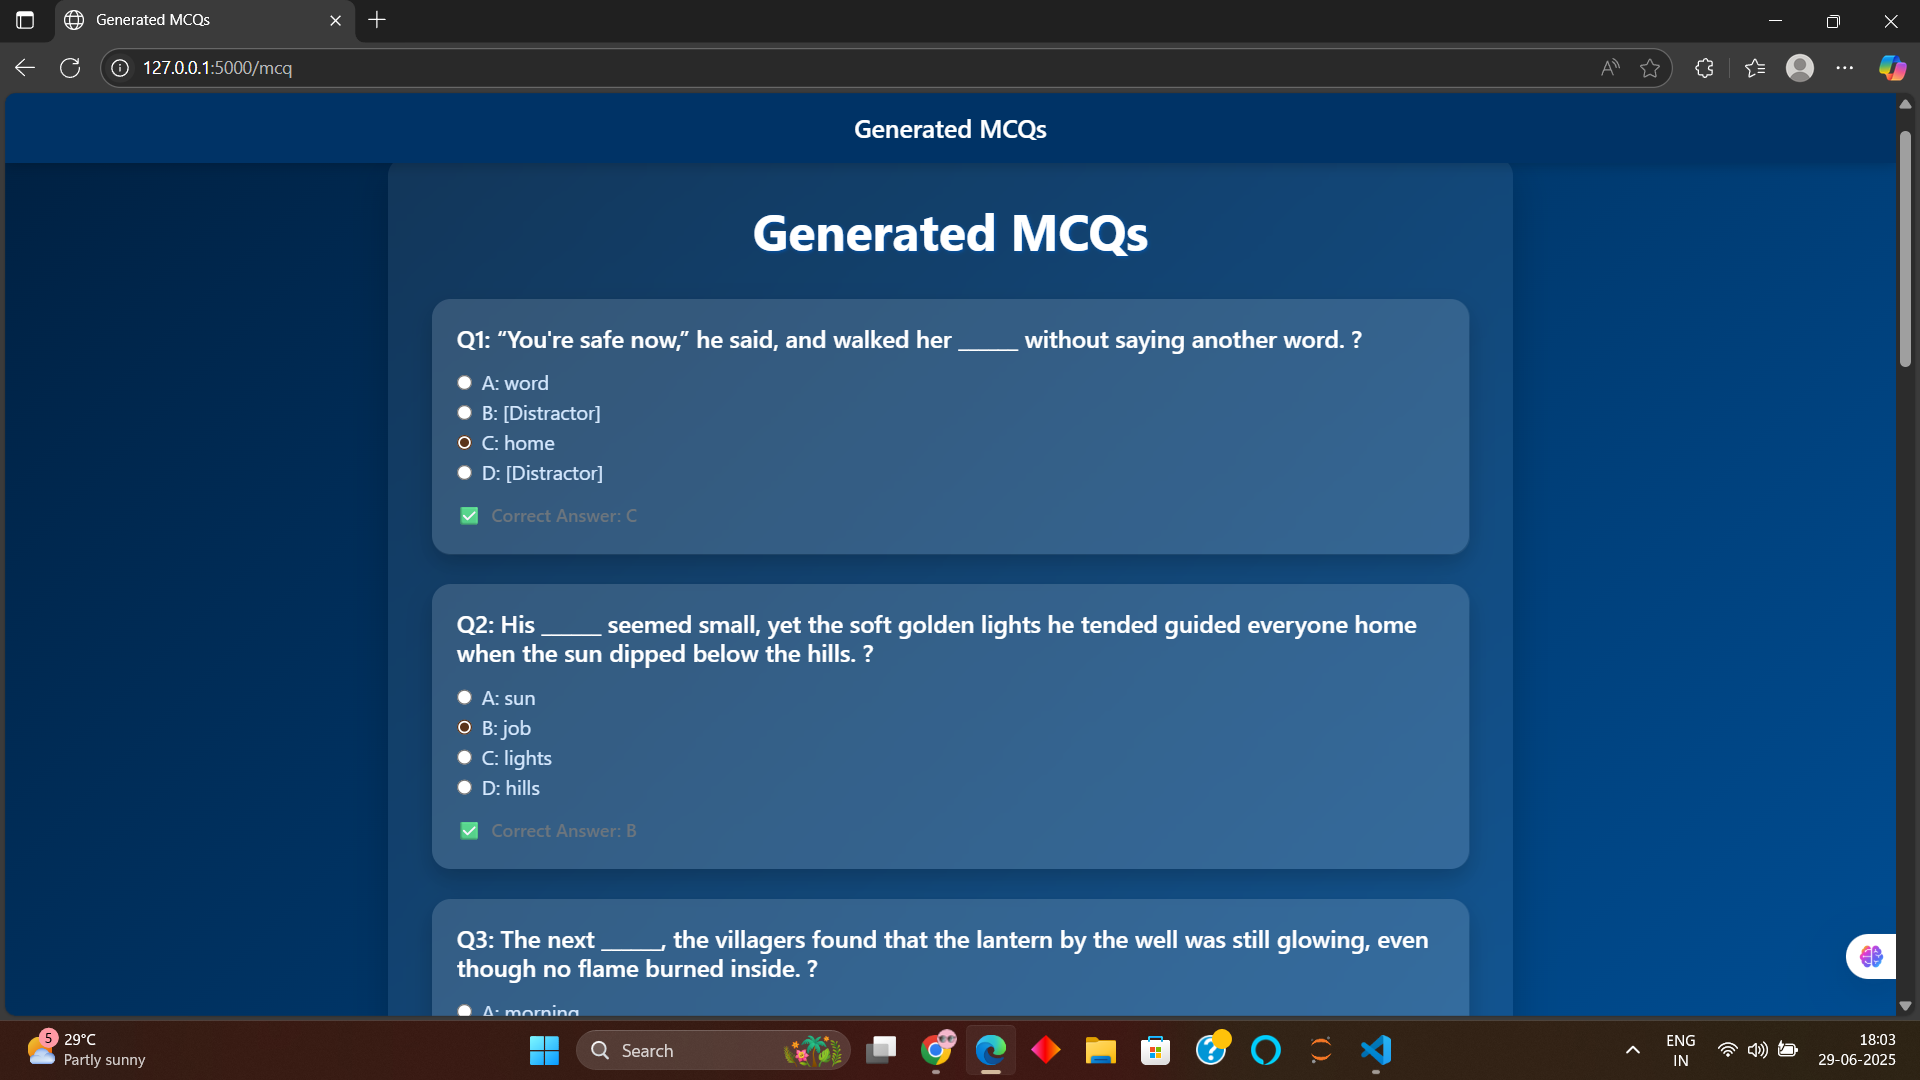 Generated MCQs
127.0.0.1:5000/mcq
Generated MCQs
Generated MCQs
Q1: “You're safe now,” he said, and walked her ______ without saying another word. ?
A: word
B: [Distractor]
C: home
D: [Distractor]
Correct Answer: C
Q2: His ______ seemed small, yet the soft golden lights he tended guided everyone home
when the sun dipped below the hills. ?
A: sun
B: job
C: lights
D: hills
Correct Answer: B
Q3: The next ______, the villagers found that the lantern by the well was still glowing, even
though no flame burned inside. ?
A: morning
5
29°C
Partly sunny
Search
ENG
IN
18:03
29-06-2025